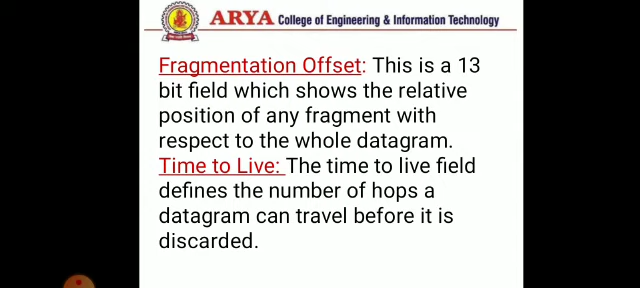 ARYA College of Engineering & Information Technology
Fragmentation Offset: This is a 13
bit field which shows the relative
position of any fragment with
respect to the whole datagram.
Time to Live: The time to live field
defines the number of hops a
datagram can travel before it is
discarded.